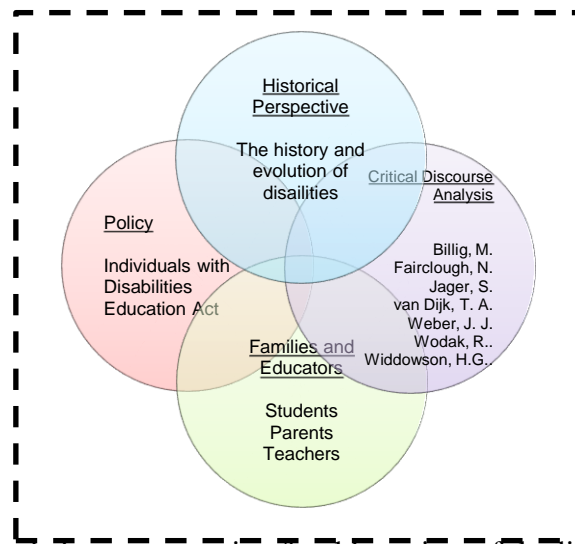 Historical
Perspective
The history and
evolution of
disailities
Critical Discourse
Analysis
Billig, M.
Fairclough, N.
Jager, S.
van Dijk, T. A.
Weber, J. J.
Wodak, R..
Widdowson, H.G..
Policy
Individuals with
Disabilities
Education Act
Families and
Educators
Students
Parents
Teachers